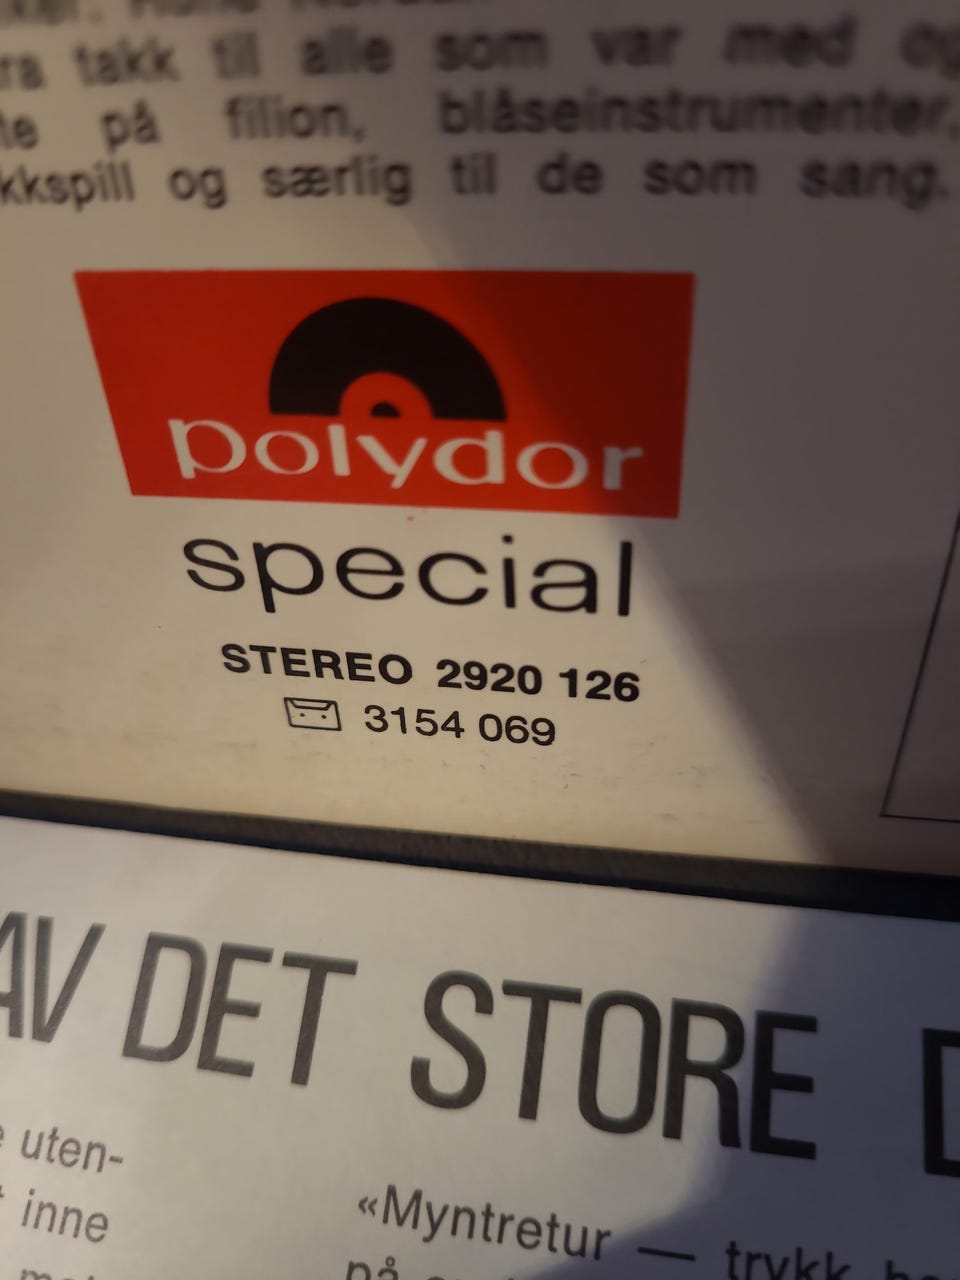 takk til alle som var med og
på filion, blåseinstrumenter,
kkspill og særlig til de som sang.
polydor
special
STEREO 2920 126
3154 069
AV DET STORE D
uten-
inne
«Myntretur — trykk
på